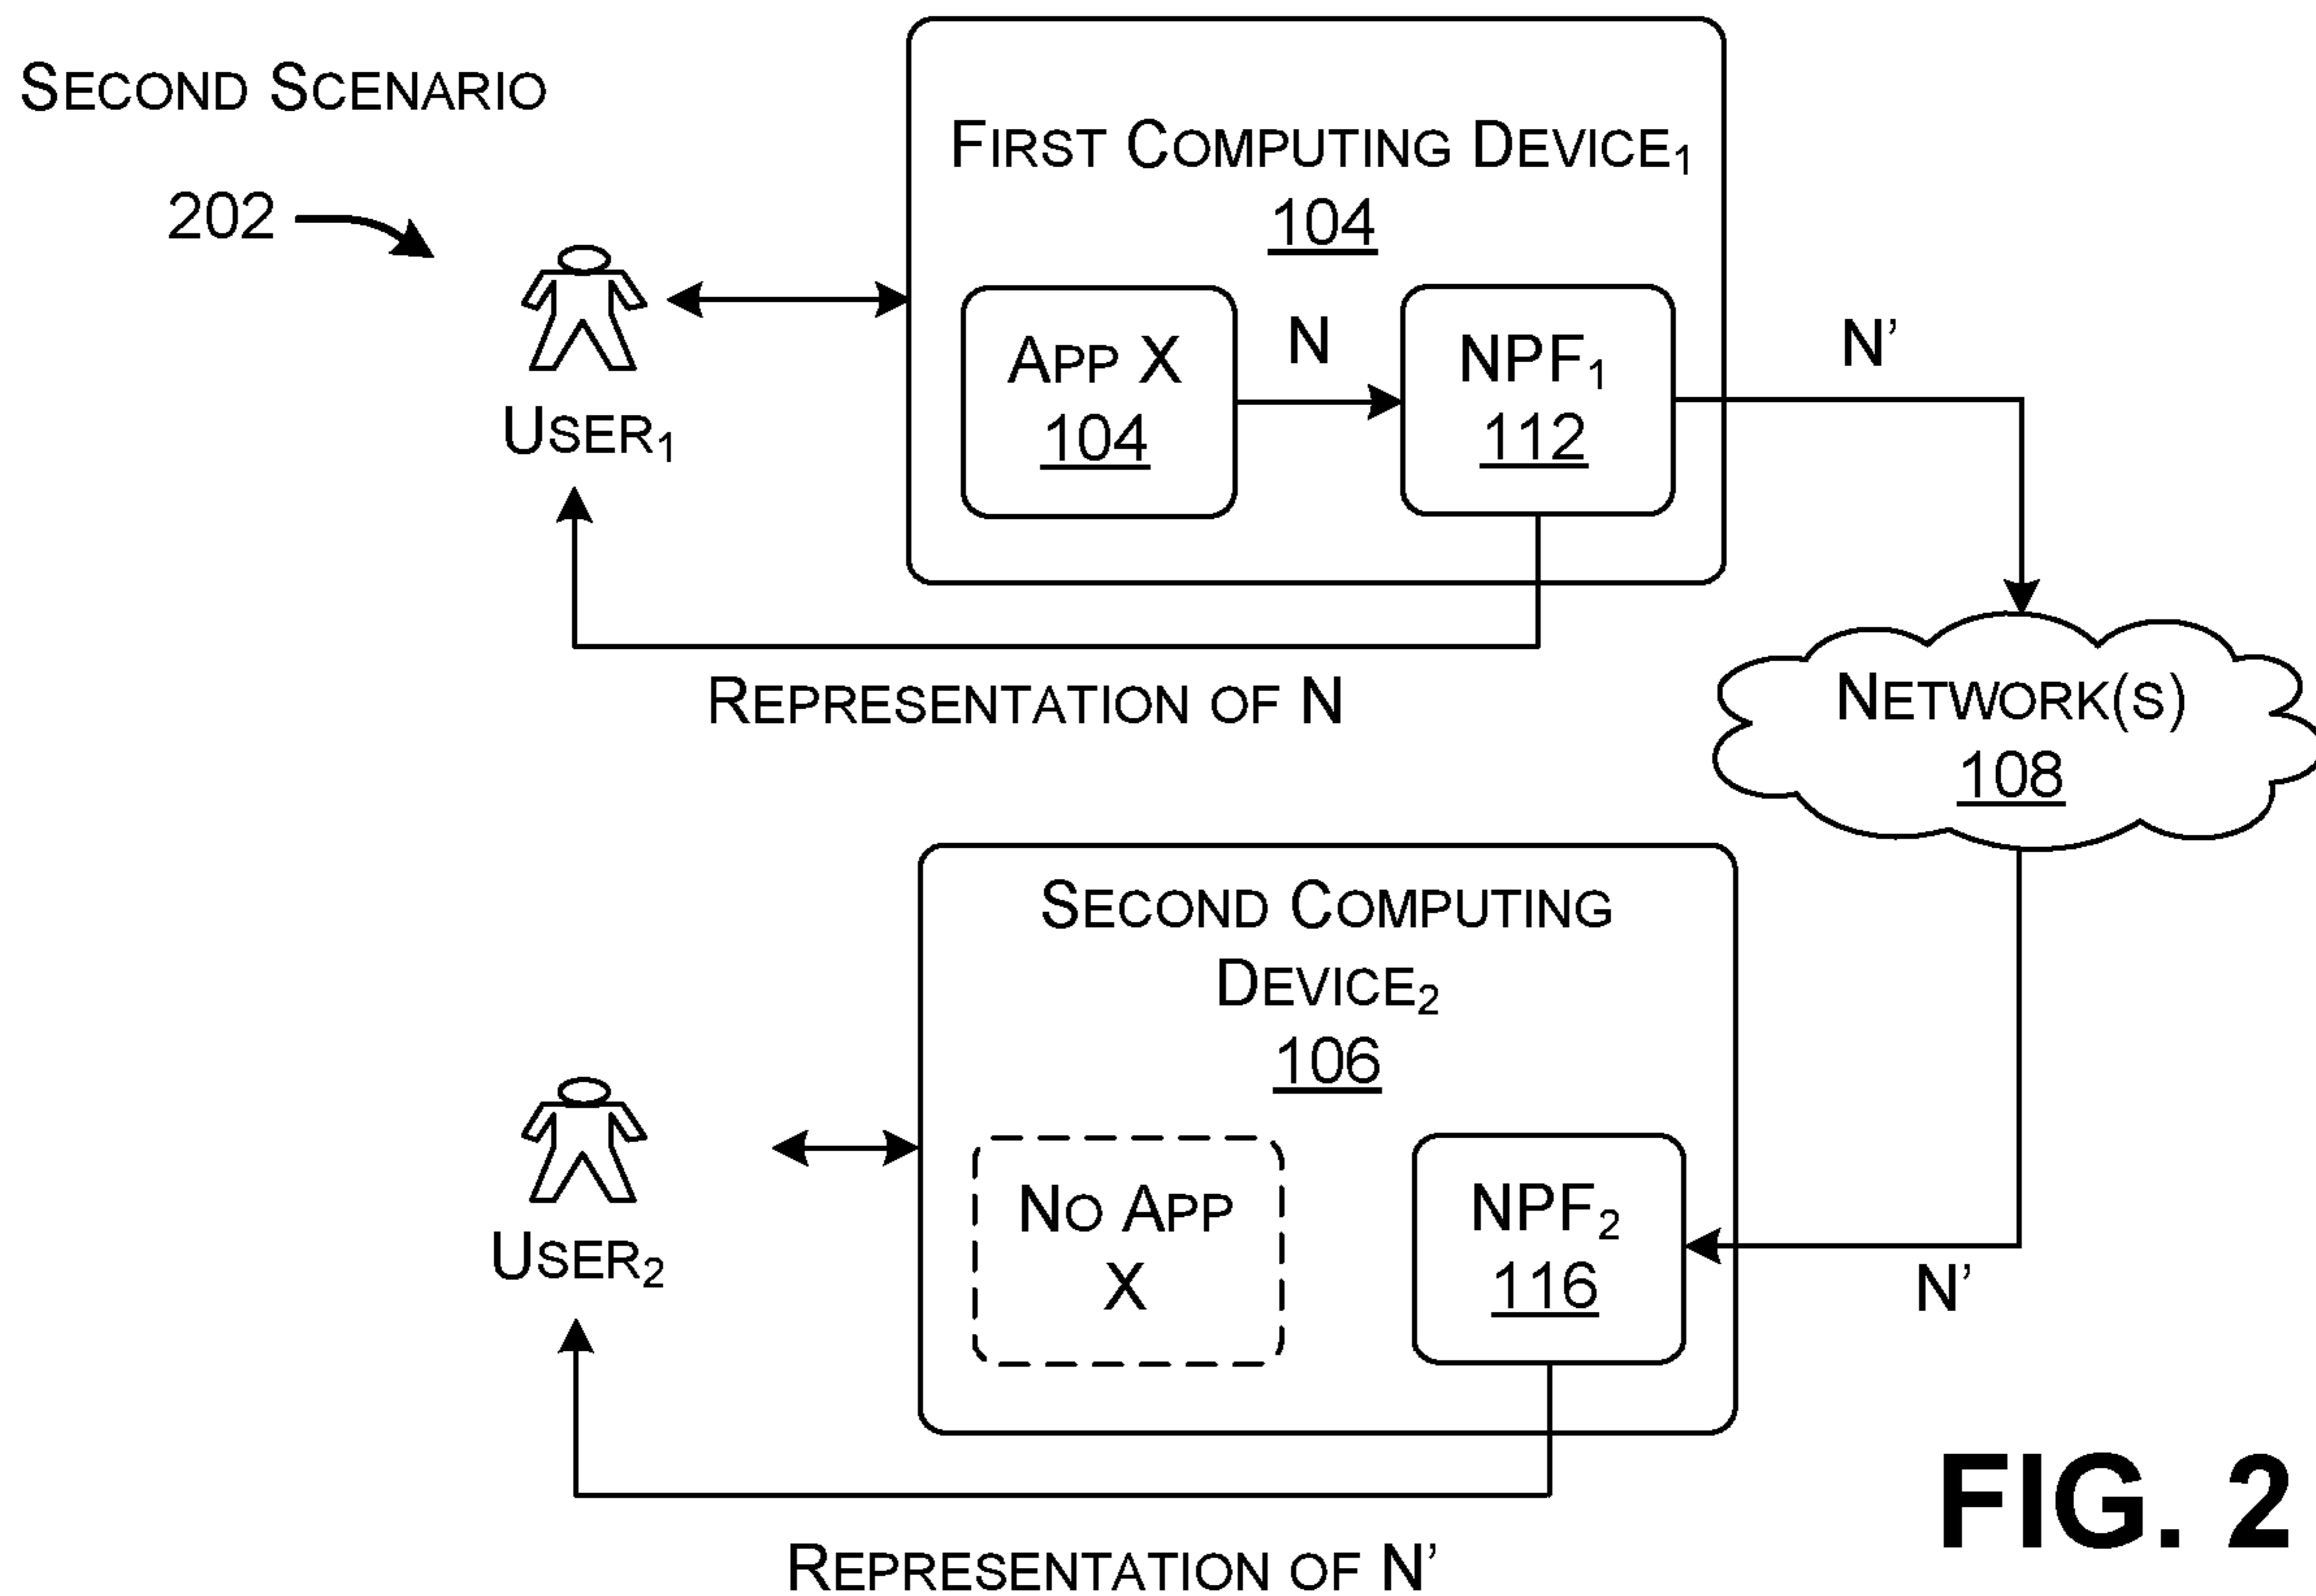 Second Scenario
202
First Computing Device1
104
App X
104
N
NPF1
112
N’
User1
Representation of N
Network(s)
108
Second Computing
Device2
106
No App
X
NPF2
116
N’
User2
Representation of N’
FIG. 2